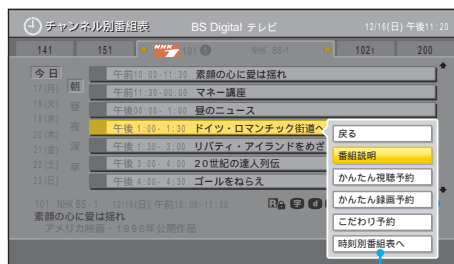 チャンネル別番組表 BS Digital テレビ 12/16(日) 午後11:20
141 151 NHK 101 NHK BS-1 1021 200
今日 午前10:00-11:30 素顔の心に愛は揺れ
17(月) 朝 午前11:30-00:00 マネー講座
18(火) 昼 午後00:00- 1:00 昼のニュース
18(水)
20(木) 夜 午後 1:00- 1:30 ドイツ・ロマンチック街道へ
21(金) 深 午後 1:30- 3:00 リバティ・アイランドをめざ
22(土) 早 午後 3:00- 4:00 20世紀の達人列伝
23(日) 午後 4:00- 4:30 ゴールをねらえ
戻る
番組説明
かんたん視聴予約
かんたん録画予約
こだわり予約
時刻別番組表へ
101 NHK BS-1 12/16(日) 午前10:00-11:30 字 d
素顔の心に愛は揺れ
アメリカ映画・1996年公開作品